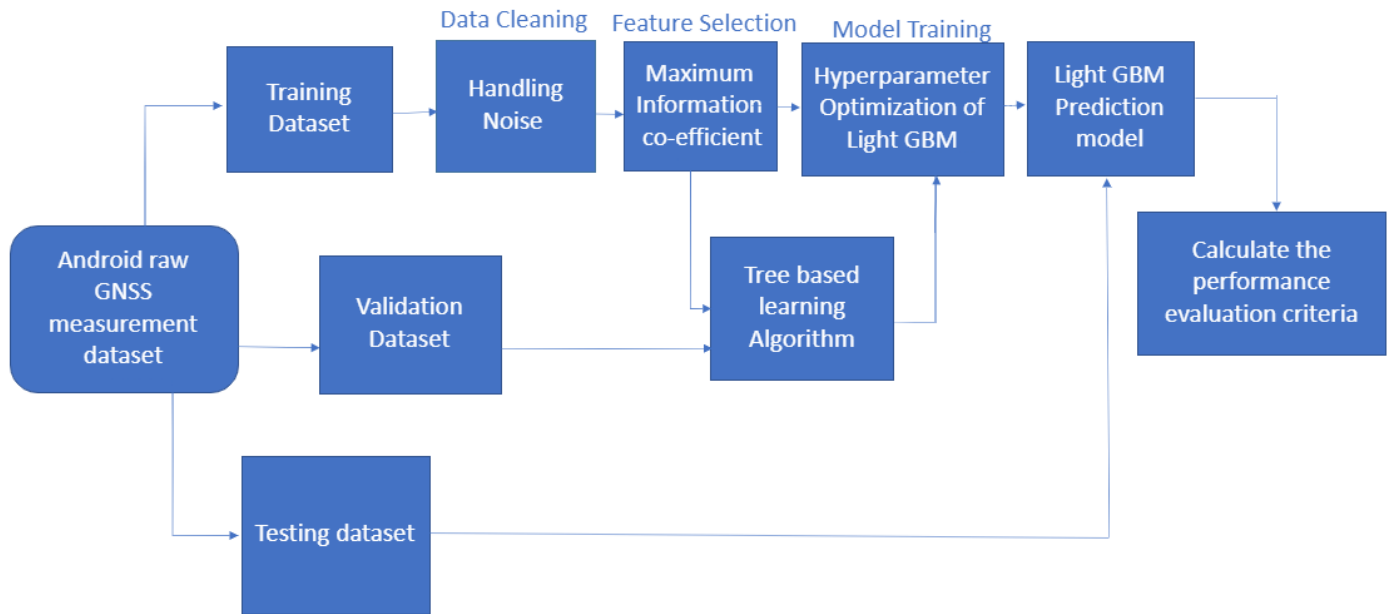 Data Cleaning
Feature Selection
Model Training
Training
Dataset
Handling
Noise
Maximum
Information
co-efficient
Hyperparameter
Optimization of
Light GBM
Light GBM
Prediction
model
Android raw
GNSS
measurement
dataset
Validation
Dataset
Tree based
learning
Algorithm
Calculate the
performance
evaluation criteria
Testing dataset